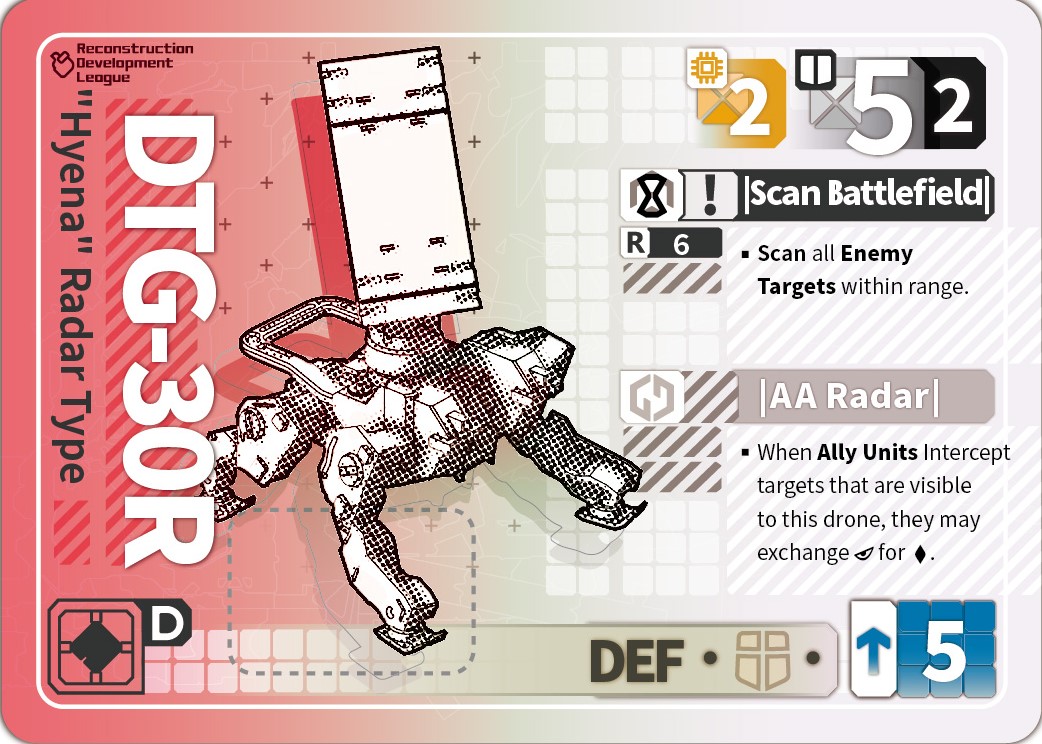 Reconstruction
Development
League
"Hyena" Radar Type
DTG-30R
2
5
2
!
|Scan Battlefield|
R 6
▪ Scan all Enemy
Targets within range.
|AA Radar|
▪ When Ally Units Intercept
targets that are visible
to this drone, they may
exchange for .
D
DEF • •
5